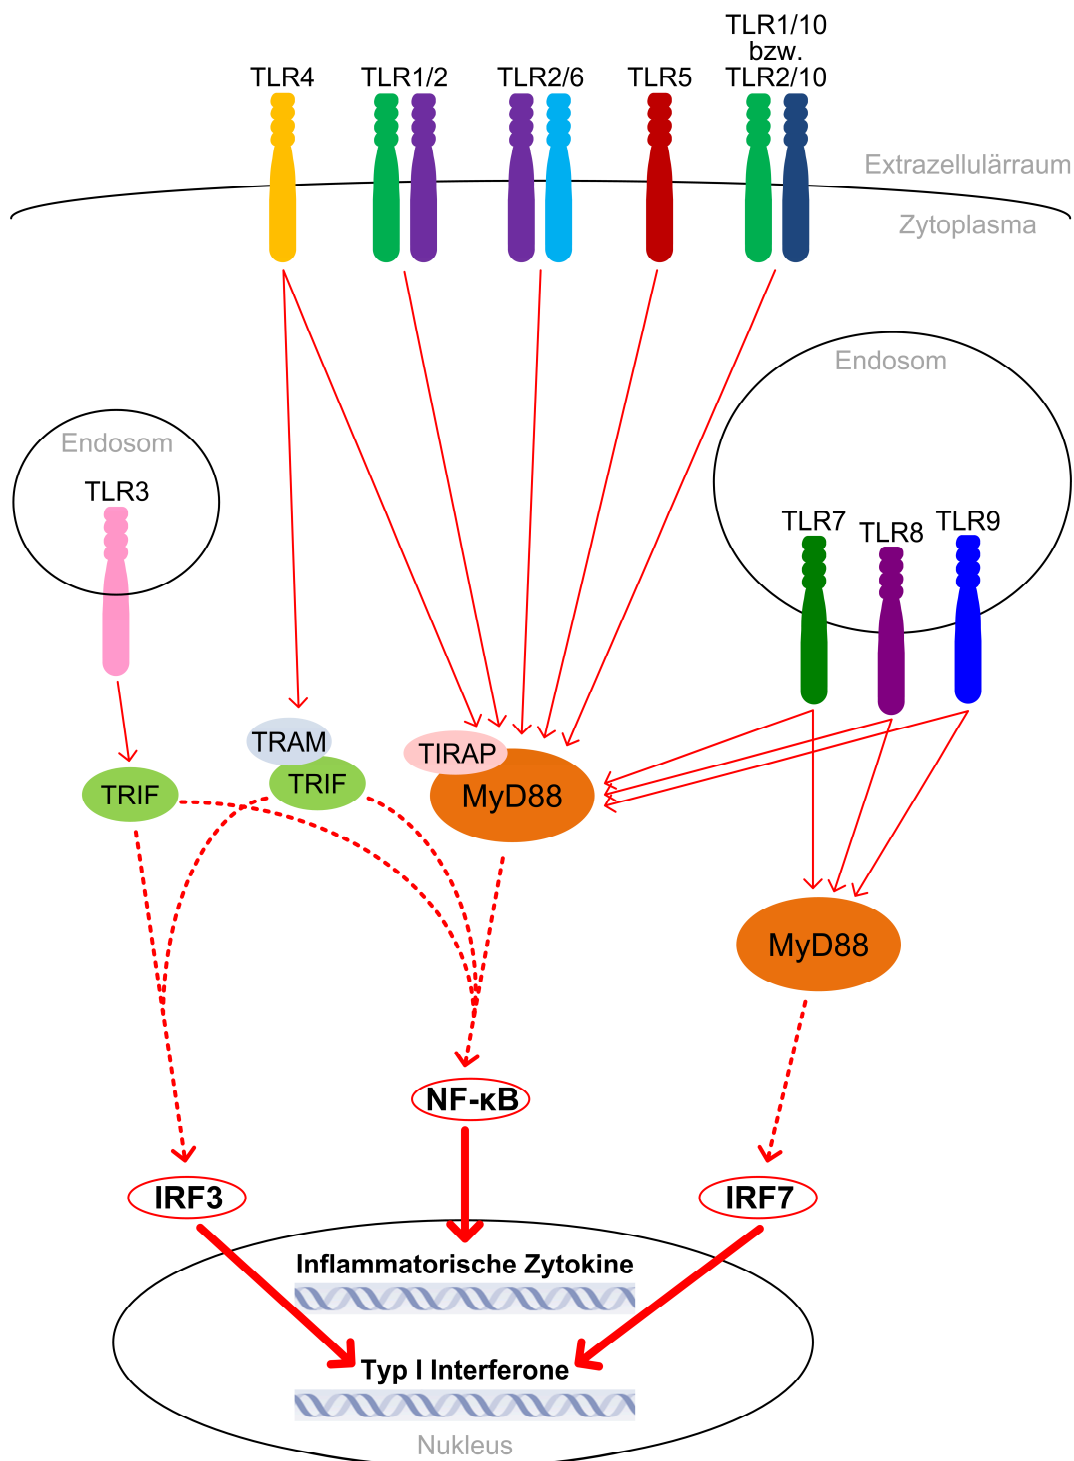 TLR1/10
bzw.
TLR4 TLR1/2 TLR2/6 TLR5 TLR2/10
Extrazellulärraum
Zytoplasma
Endosom
Endosom
TLR3
TLR7 TLR8 TLR9
TRAM
TRIF
TIRAP
MyD88
TRIF
MyD88
NF-κB
IRF3
IRF7
Inflammatorische Zytokine
Typ I Interferone
Nukleus